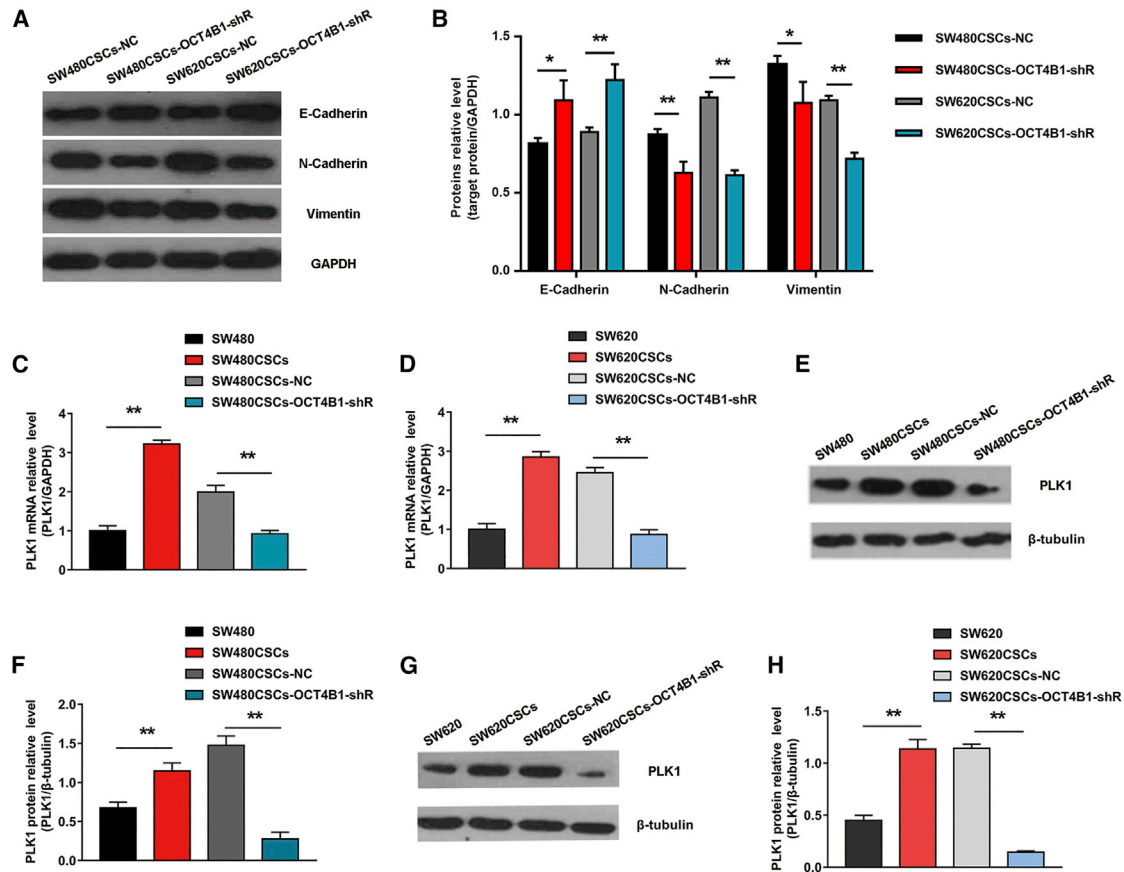 A
SW480CSCs-NC
SW480CSCs-OCT4B1-shR
SW620CSCs-NC
SW620CSCs-OCT4B1-shR
E-Cadherin
N-Cadherin
Vimentin
GAPDH
B
Proteins relative level
(target protein/GAPDH)
1.5
1.0
0.5
0.0
*
**
**
**
*
**
E-Cadherin
N-Cadherin
Vimentin
SW480CSCs-NC
SW480CSCs-OCT4B1-shR
SW620CSCs-NC
SW620CSCs-OCT4B1-shR
C
SW480
SW480CSCs
SW480CSCs-NC
SW480CSCs-OCT4B1-shR
PLK1 mRNA relative level
(PLK1/GAPDH)
4
3
2
1
0
**
**
D
SW620
SW620CSCs
SW620CSCs-NC
SW620CSCs-OCT4B1-shR
PLK1 mRNA relative level
(PLK1/GAPDH)
4
3
2
1
0
**
**
E
SW480
SW480CSCs
SW480CSCs-NC
SW480CSCs-OCT4B1-shR
PLK1
β-tubulin
F
SW480
SW480CSCs
SW480CSCs-NC
SW480CSCs-OCT4B1-shR
PLK1 protein relative level
(PLK1/β-tubulin)
2.0
1.5
1.0
0.5
0.0
**
**
G
SW620
SW620CSCs
SW620CSCs-NC
SW620CSCs-OCT4B1-shR
PLK1
β-tubulin
H
SW620
SW620CSCs
SW620CSCs-NC
SW620CSCs-OCT4B1-shR
PLK1 protein relative level
(PLK1/β-tubulin)
1.5
1.0
0.5
0.0
**
**